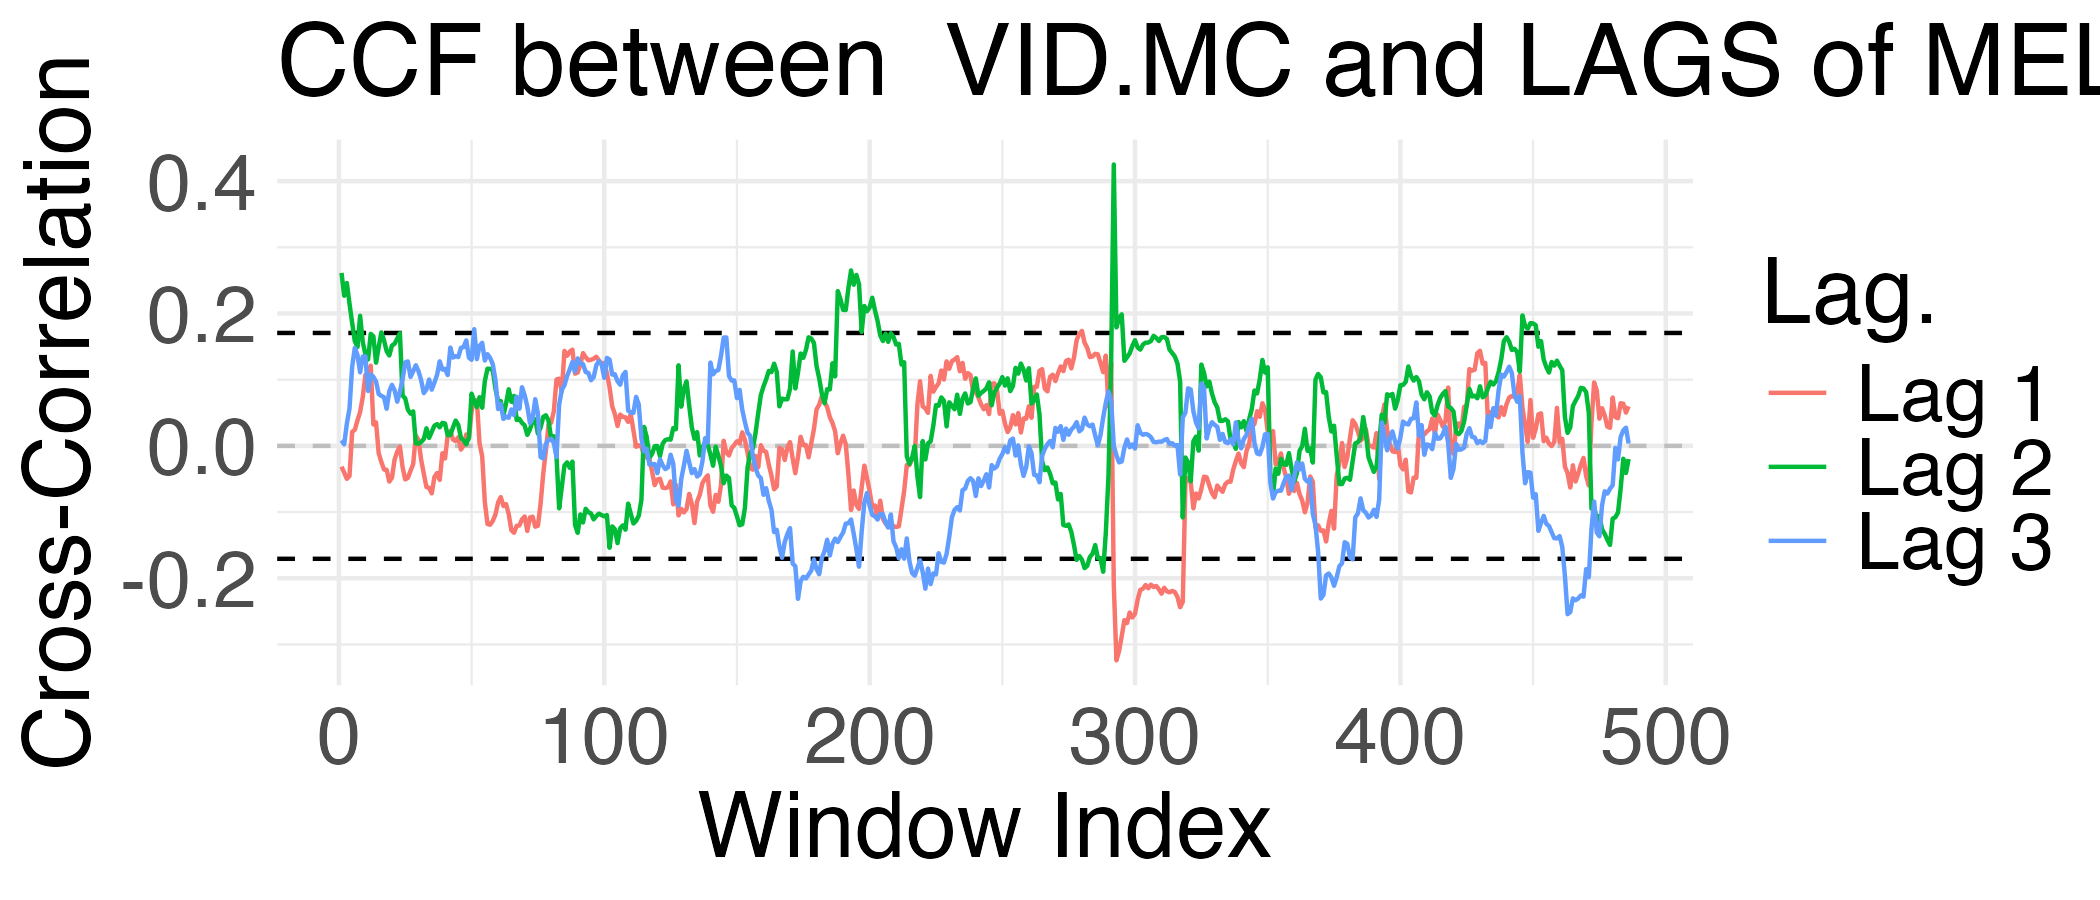 CCF between VID.MC and LAGS of MEL
Cross-Correlation
0.4
0.2
0.0
-0.2
0
100
200
300
400
500
Window Index
Lag.
Lag 1
Lag 2
Lag 3